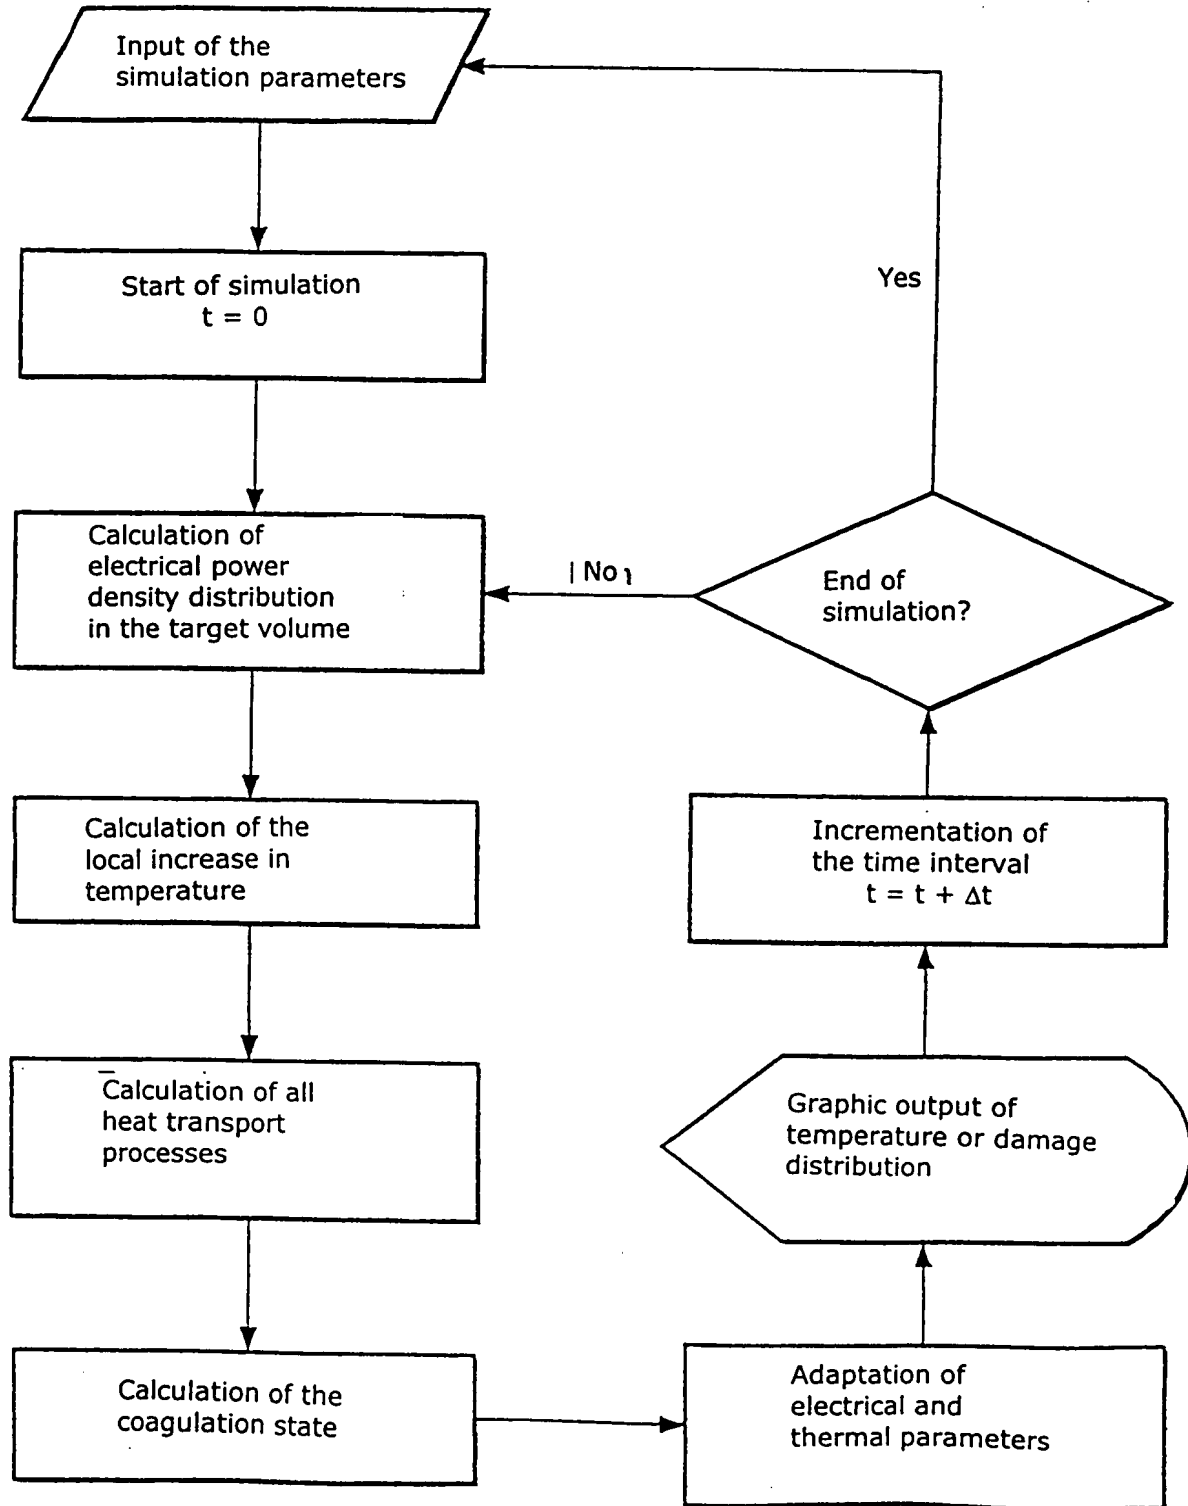 Input of the
simulation parameters
Start of simulation
t = 0
Calculation of
electrical power
density distribution
in the target volume
Calculation of the
local increase in
temperature
Calculation of all
heat transport
processes
Calculation of the
coagulation state
Adaptation of
electrical and
thermal parameters
Graphic output of
temperature or damage
distribution
Incrementation of
the time interval
t = t + Δt
End of
simulation?
No
Yes